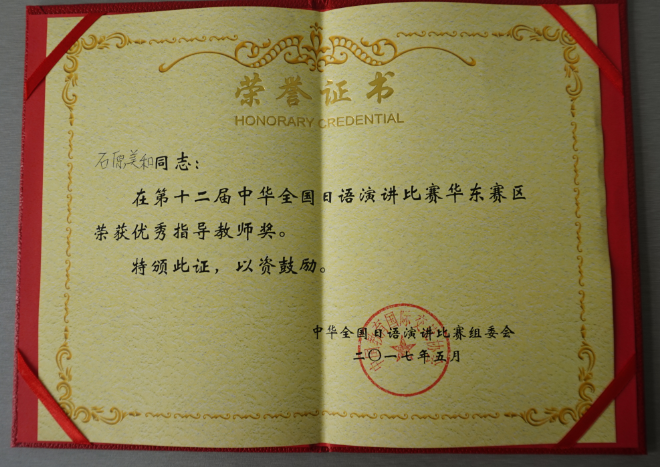 荣誉证书
HONORARY CREDENTIAL
石原美和同志：
在第十二届中华全国日语演讲比赛华东赛区
荣获优秀指导教师奖。
特颁此证，以资鼓励。
中华全国日语演讲比赛组委会
二〇一七年五月